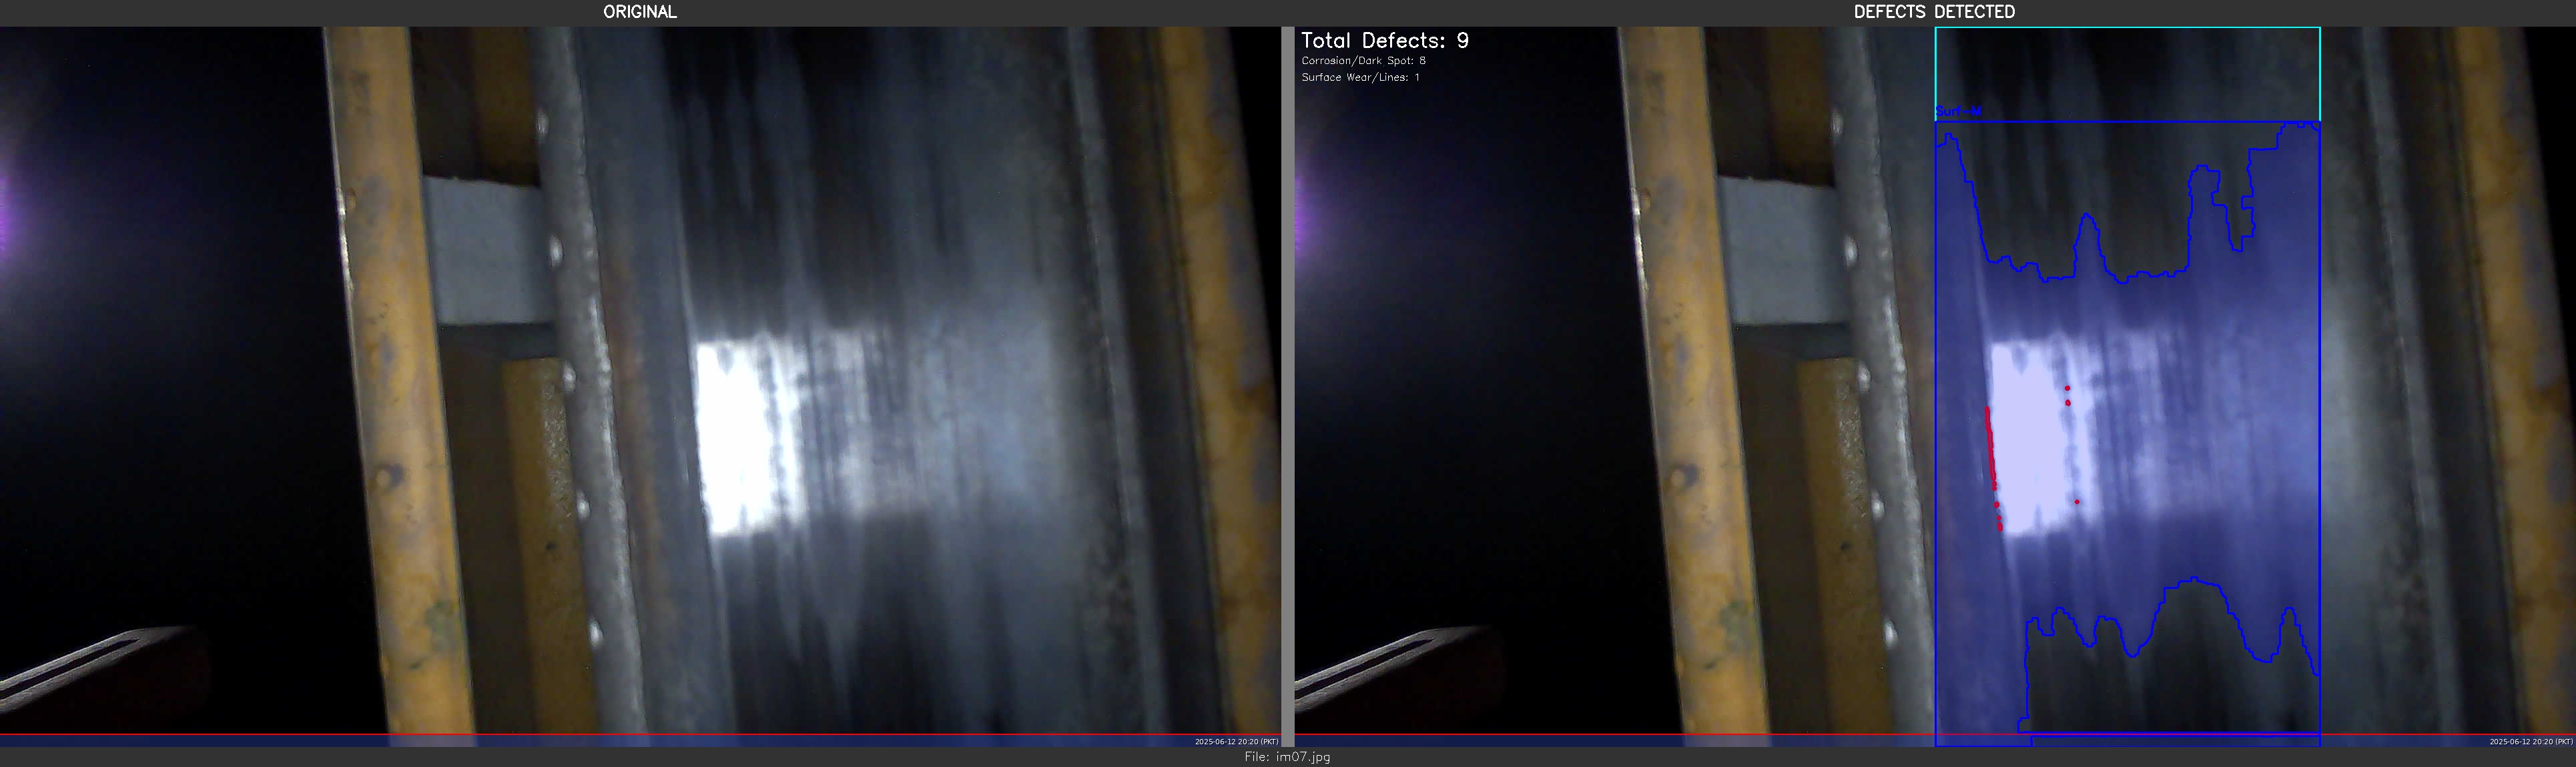 ORIGINAL
DEFECTS DETECTED
Total Defects: 9
Corrosion/Dark Spot: 8
Surface Wear/Lines: 1
Surf-M
2025-06-12 20:20 (PKT)
2025-06-12 20:20 (PKT)
File: im07.jpg